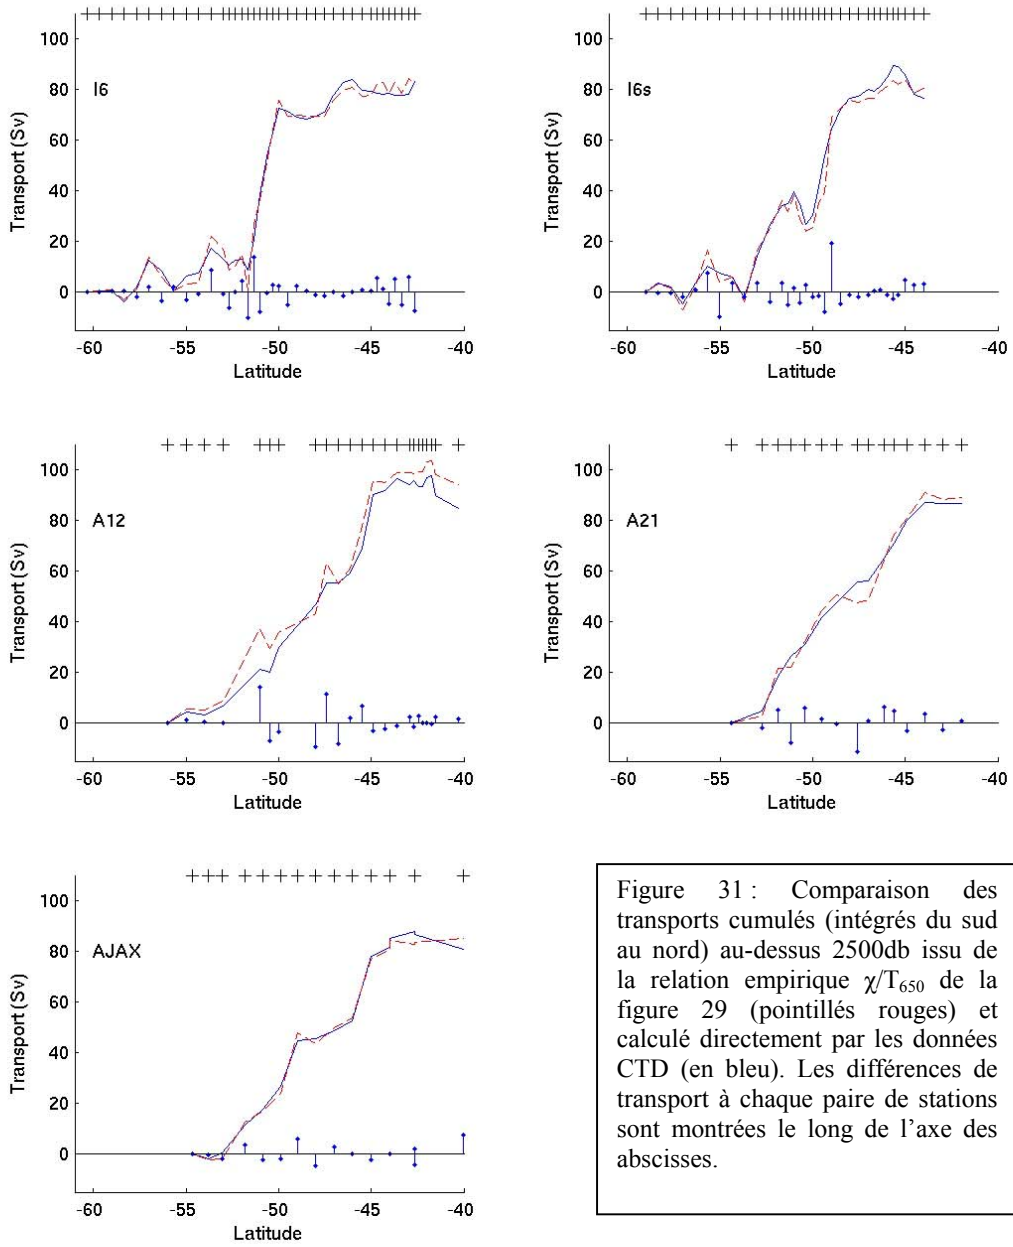 100
80
60
40
20
0
Transport (Sv)
I6
-60 -55 -50 -45 -40
Latitude
100
80
60
40
20
0
Transport (Sv)
I6s
-60 -55 -50 -45 -40
Latitude
100
80
60
40
20
0
Transport (Sv)
A12
-60 -55 -50 -45 -40
Latitude
100
80
60
40
20
0
Transport (Sv)
A21
-60 -55 -50 -45 -40
Latitude
100
80
60
40
20
0
Transport (Sv)
AJAX
-60 -55 -50 -45 -40
Latitude
Figure 31 : Comparaison des
transports cumulés (intégrés du sud
au nord) au-dessus 2500db issu de
la relation empirique χ/T650 de la
figure 29 (pointillés rouges) et
calculé directement par les données
CTD (en bleu). Les différences de
transport à chaque paire de stations
sont montrées le long de l’axe des
abscisses.